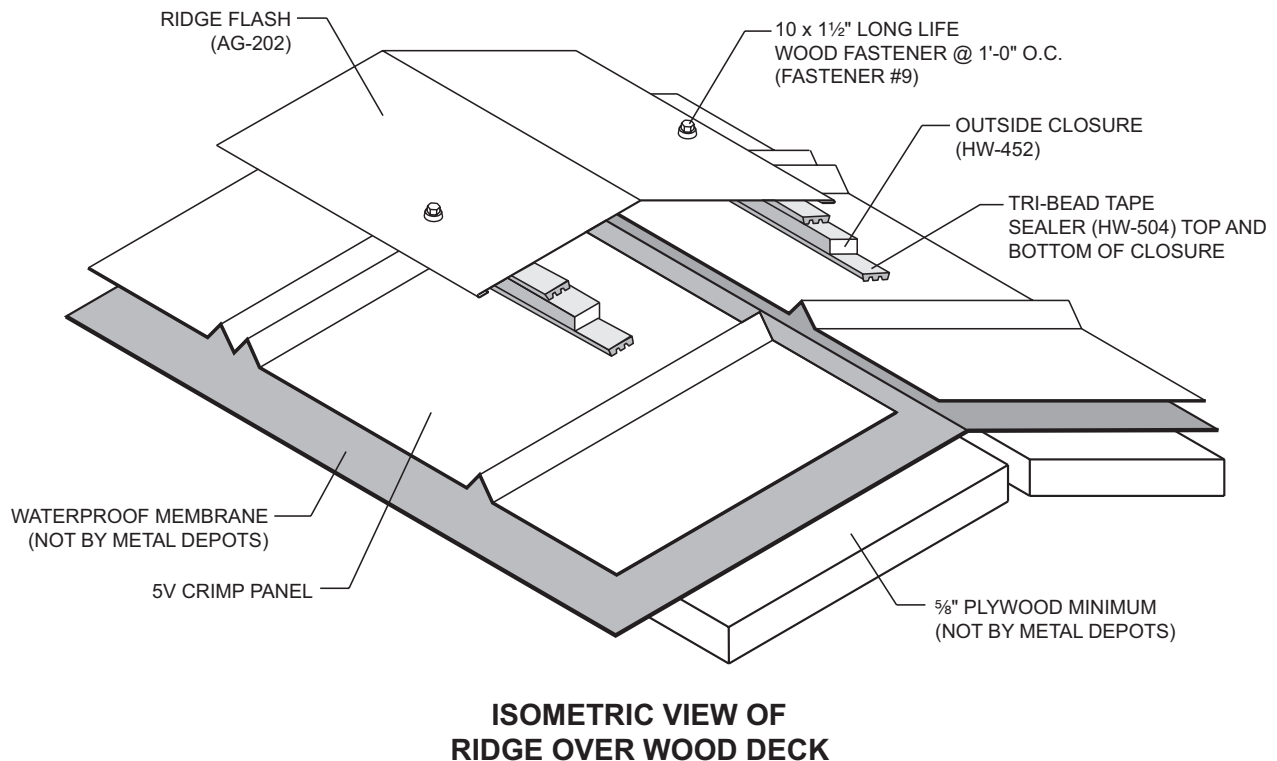 RIDGE FLASH
(AG-202)
10 x 1½" LONG LIFE
WOOD FASTENER @ 1'-0" O.C.
(FASTENER #9)
OUTSIDE CLOSURE
(HW-452)
TRI-BEAD TAPE
SEALER (HW-504) TOP AND
BOTTOM OF CLOSURE
WATERPROOF MEMBRANE
(NOT BY METAL DEPOTS)
5V CRIMP PANEL
⅝" PLYWOOD MINIMUM
(NOT BY METAL DEPOTS)
ISOMETRIC VIEW OF
RIDGE OVER WOOD DECK